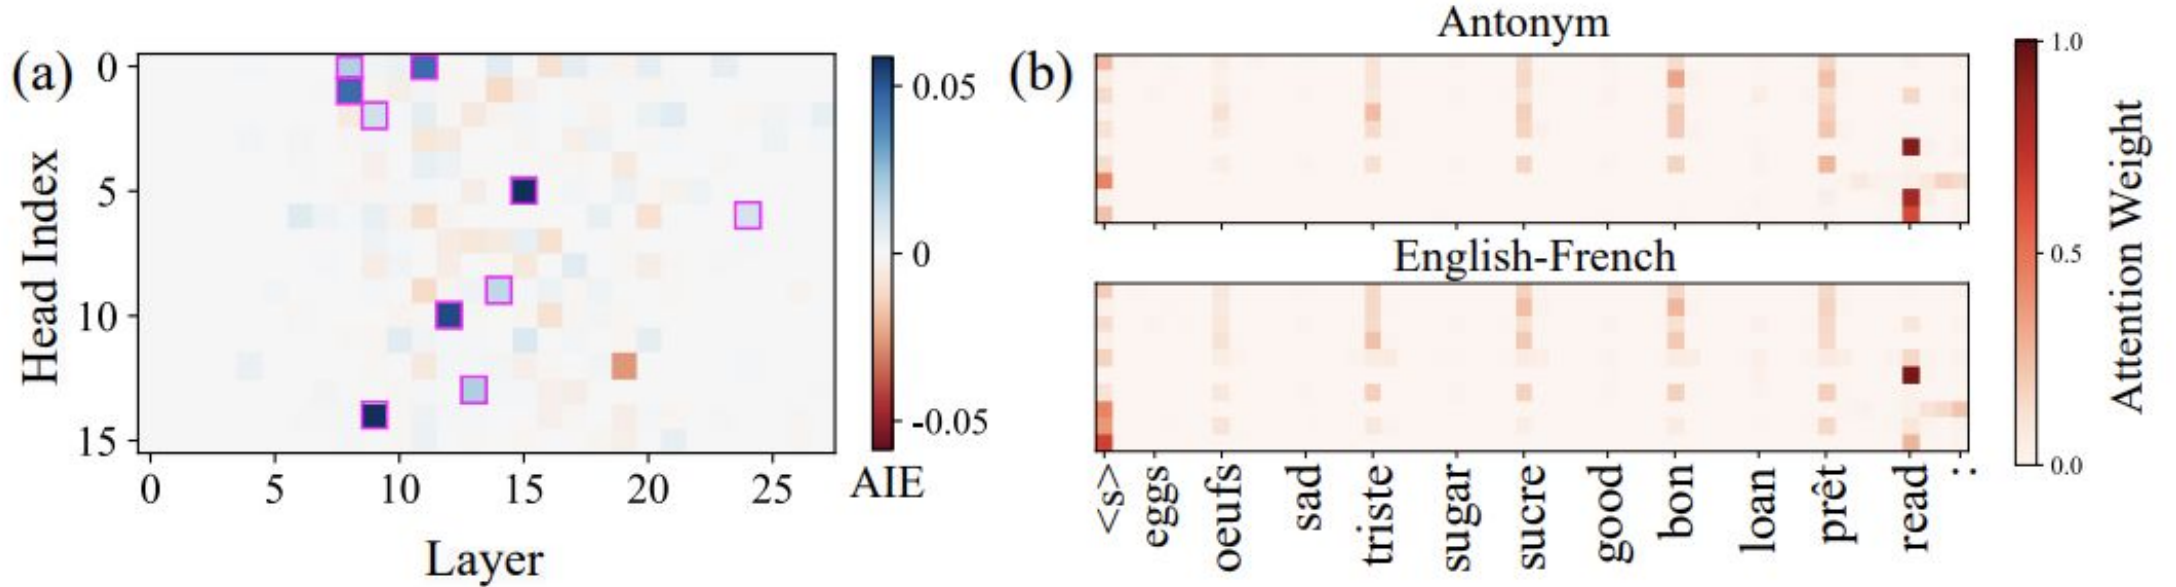 (a)
Head Index
0
5
10
15
0 5 10 15 20 25
Layer
0.05
0
-0.05
AIE
(b)
Antonym
English-French
<s> eggs oeufs sad triste sugar sucre good bon loan prêt read :
1.0
0.5
0.0
Attention Weight